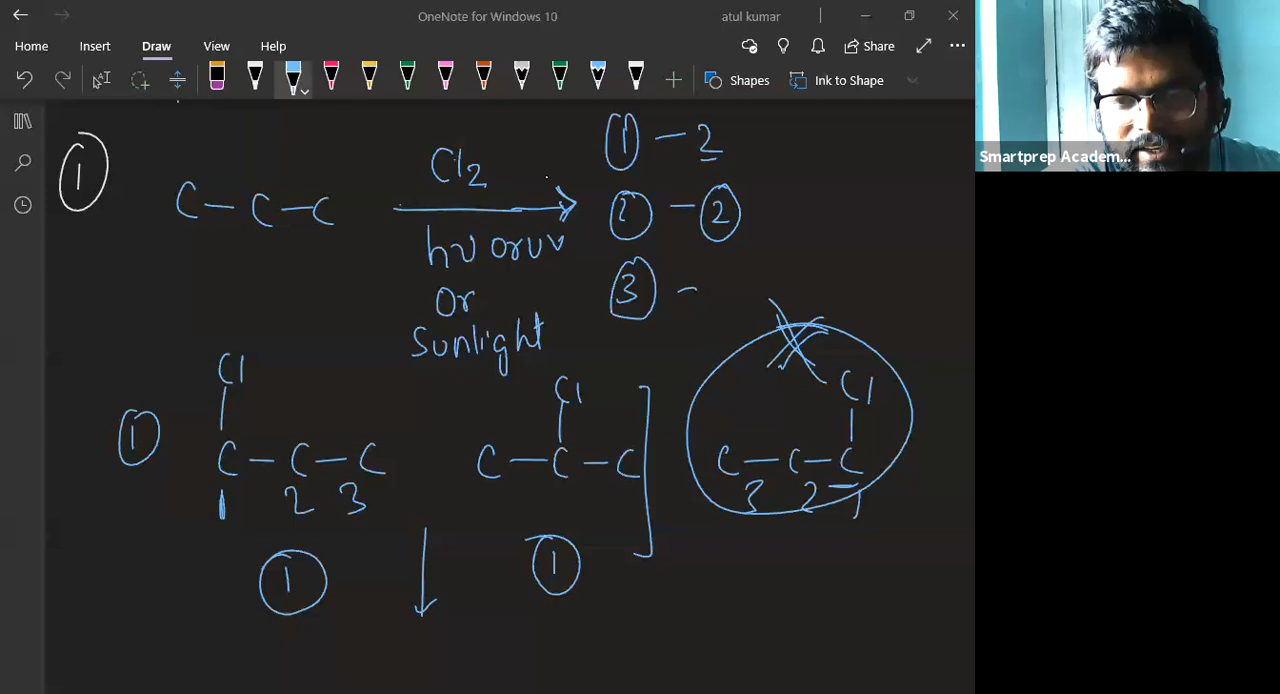 OneNote for Windows 10
atul kumar
Home Insert Draw View Help
Share
Shapes
Ink to Shape
Smartprep Academ...
1
C - C - C
Cl2
hν or uv
Or
Sunlight
1 - 2
2 - 2
3 -
1
Cl
C - C - C
1 2 3
1
Cl
C - C - C
1
Cl
C - C - C
3 2 1